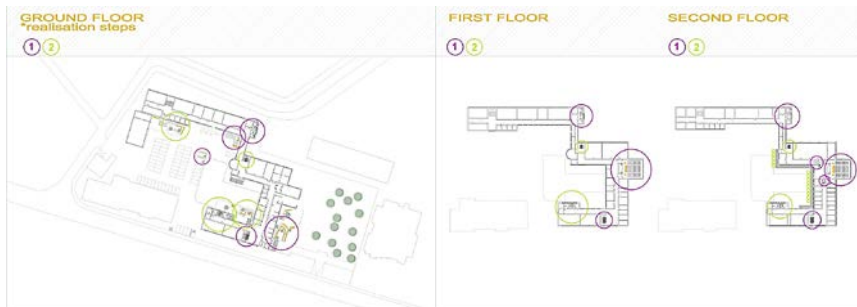 GROUND FLOOR
*realisation steps
1 2
FIRST FLOOR
1 2
SECOND FLOOR
1 2